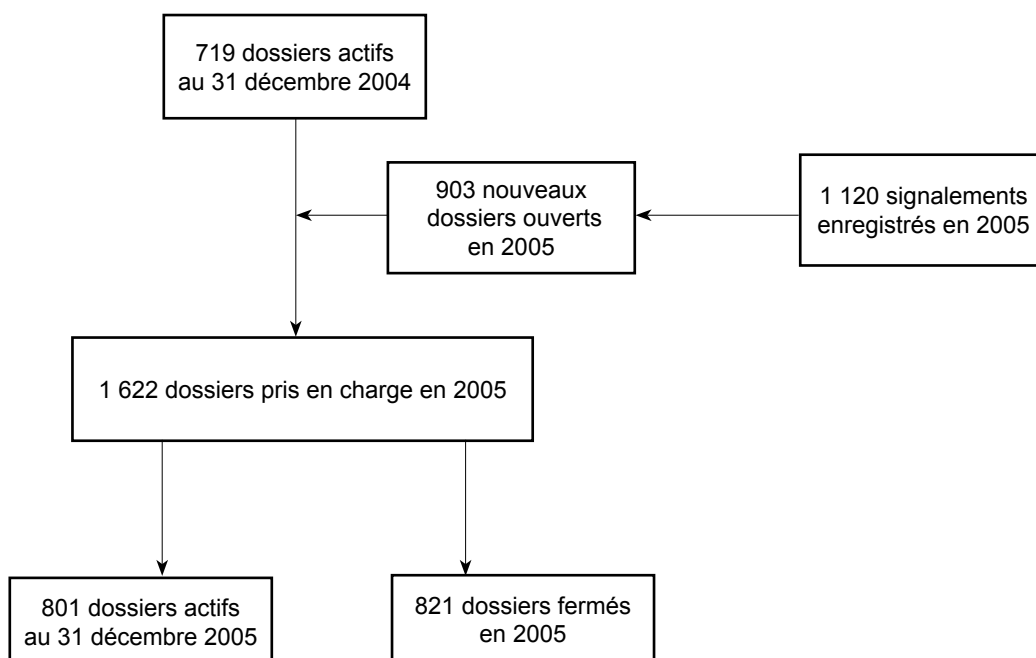 719 dossiers actifs
au 31 décembre 2004
903 nouveaux
dossiers ouverts
en 2005
1 120 signalements
enregistrés en 2005
1 622 dossiers pris en charge en 2005
801 dossiers actifs
au 31 décembre 2005
821 dossiers fermés
en 2005